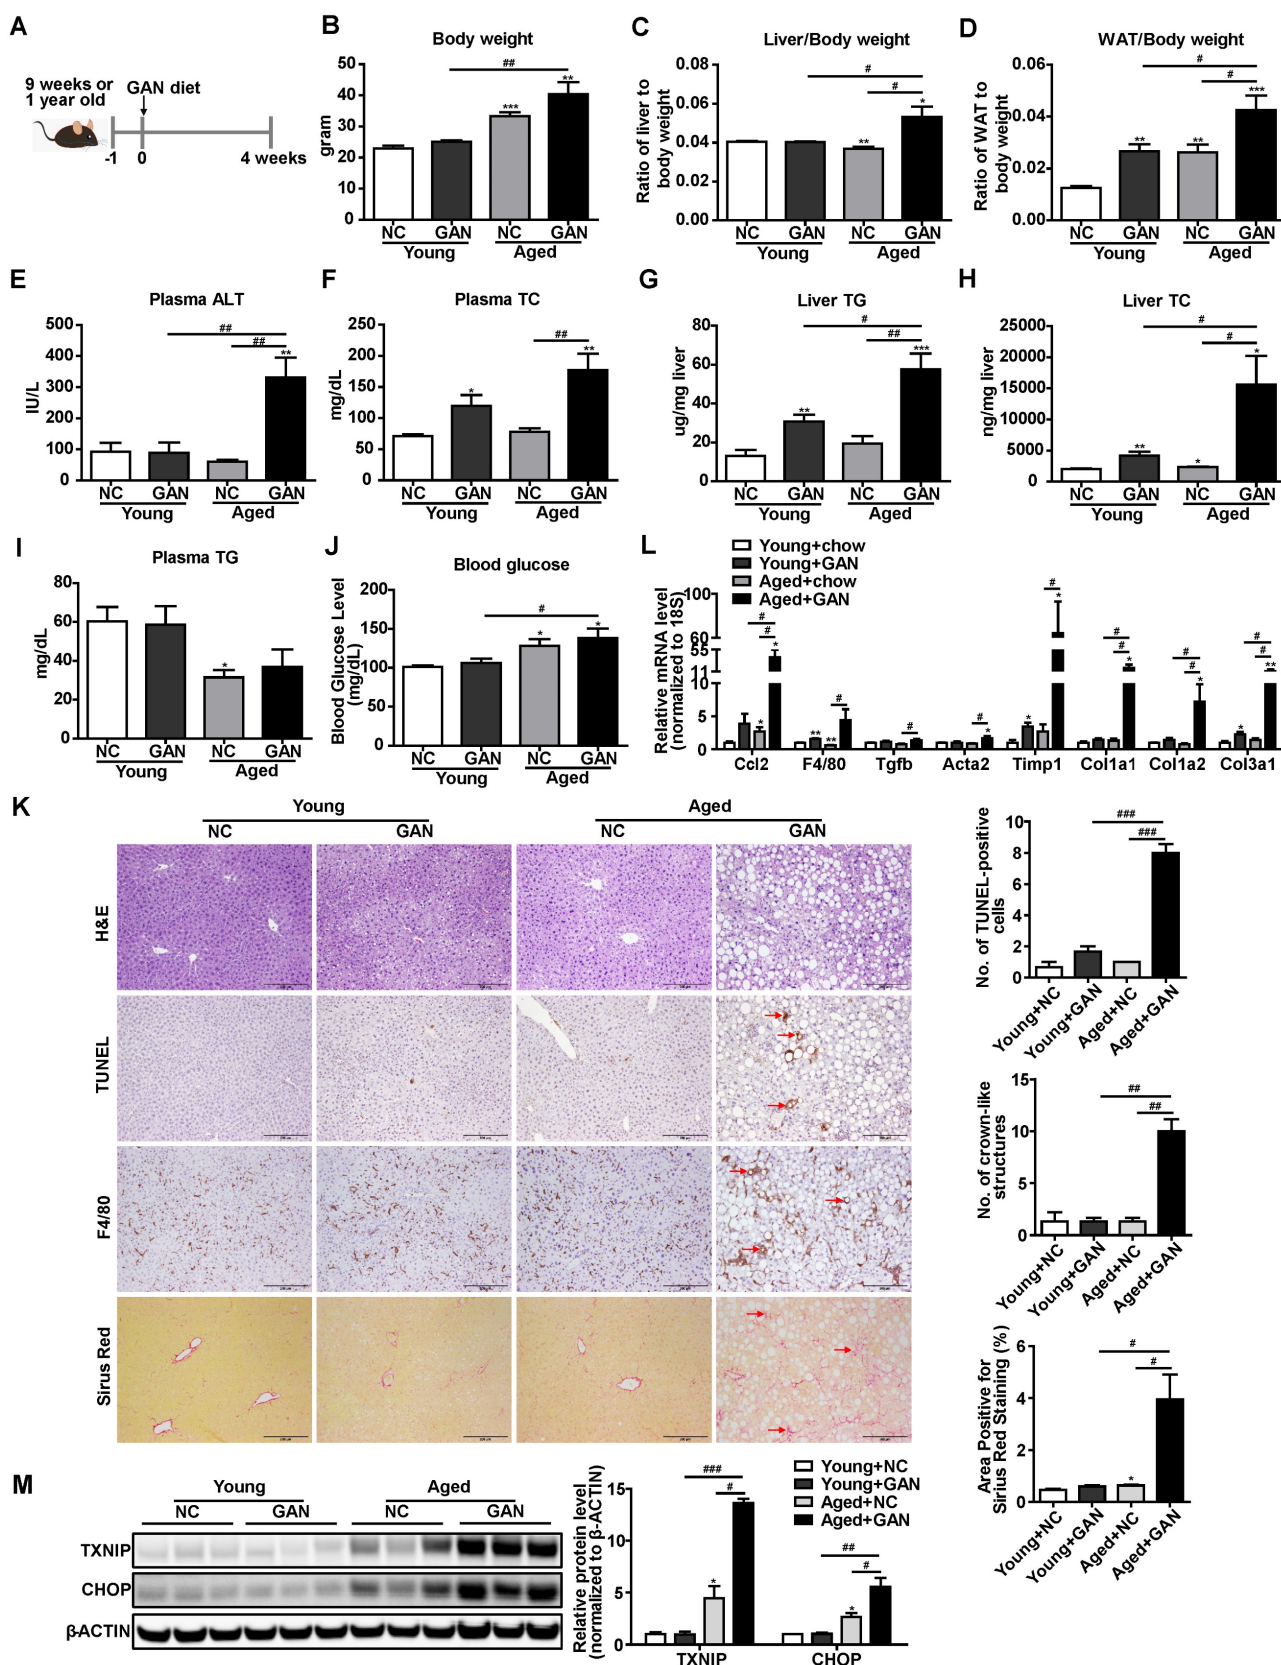 A
9 weeks or
1 year old
GAN diet
-1
0
4 weeks
B
Body weight
gram
50
40
30
20
10
0
##
***
**
NC GAN NC GAN
Young Aged
C
Liver/Body weight
Ratio of liver to
body weight
0.08
0.06
0.04
0.02
0.00
#
#
**
*
NC GAN NC GAN
Young Aged
D
WAT/Body weight
Ratio of WAT to
body weight
0.06
0.04
0.02
0.00
#
#
**
**
***
NC GAN NC GAN
Young Aged
E
Plasma ALT
IU/L
500
400
300
200
100
0
##
##
**
NC GAN NC GAN
Young Aged
F
Plasma TC
mg/dL
250
200
150
100
50
0
##
*
**
NC GAN NC GAN
Young Aged
G
Liver TG
ug/mg liver
80
60
40
20
0
#
##
**
***
NC GAN NC GAN
Young Aged
H
Liver TC
ng/mg liver
25000
20000
15000
10000
5000
0
#
#
**
*
*
NC GAN NC GAN
Young Aged
I
Plasma TG
mg/dL
80
60
40
20
0
*
NC GAN NC GAN
Young Aged
J
Blood glucose
Blood Glucose Level
(mg/dL)
200
150
100
50
0
#
*
*
NC GAN NC GAN
Young Aged
L
Young+chow
Young+GAN
Aged+chow
Aged+GAN
Relative mRNA level
(normalized to 18S)
100
60
55
11
10
5
0
#
#
*
*
#
**
**
#
#
*
#
*
*
#
#
*
#
#
*
#
#
**
*
Ccl2 F4/80 Tgfb Acta2 Timp1 Col1a1 Col1a2 Col3a1
K
Young Aged
NC GAN NC GAN
H&E
TUNEL
F4/80
Sirus Red
No. of TUNEL-positive
cells
10
8
6
4
2
0
###
###
Young+NC
Young+GAN
Aged+NC
Aged+GAN
No. of crown-like
structures
15
10
5
0
##
##
Young+NC
Young+GAN
Aged+NC
Aged+GAN
Area Positive for
Sirius Red Staining (%)
6
4
2
0
#
#
*
Young+NC
Young+GAN
Aged+NC
Aged+GAN
M
Young Aged
NC GAN NC GAN
TXNIP
CHOP
β-ACTIN
Relative protein level
(normalized to β-ACTIN)
15
10
5
0
###
#
*
##
#
*
TXNIP CHOP
Young+NC
Young+GAN
Aged+NC
Aged+GAN